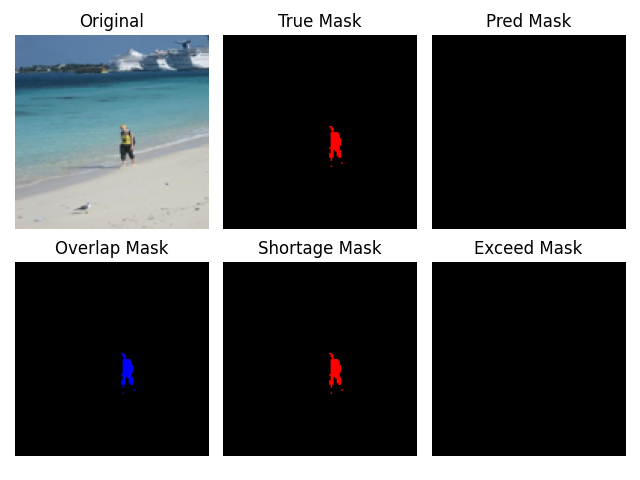 Original
True Mask
Pred Mask
Overlap Mask
Shortage Mask
Exceed Mask